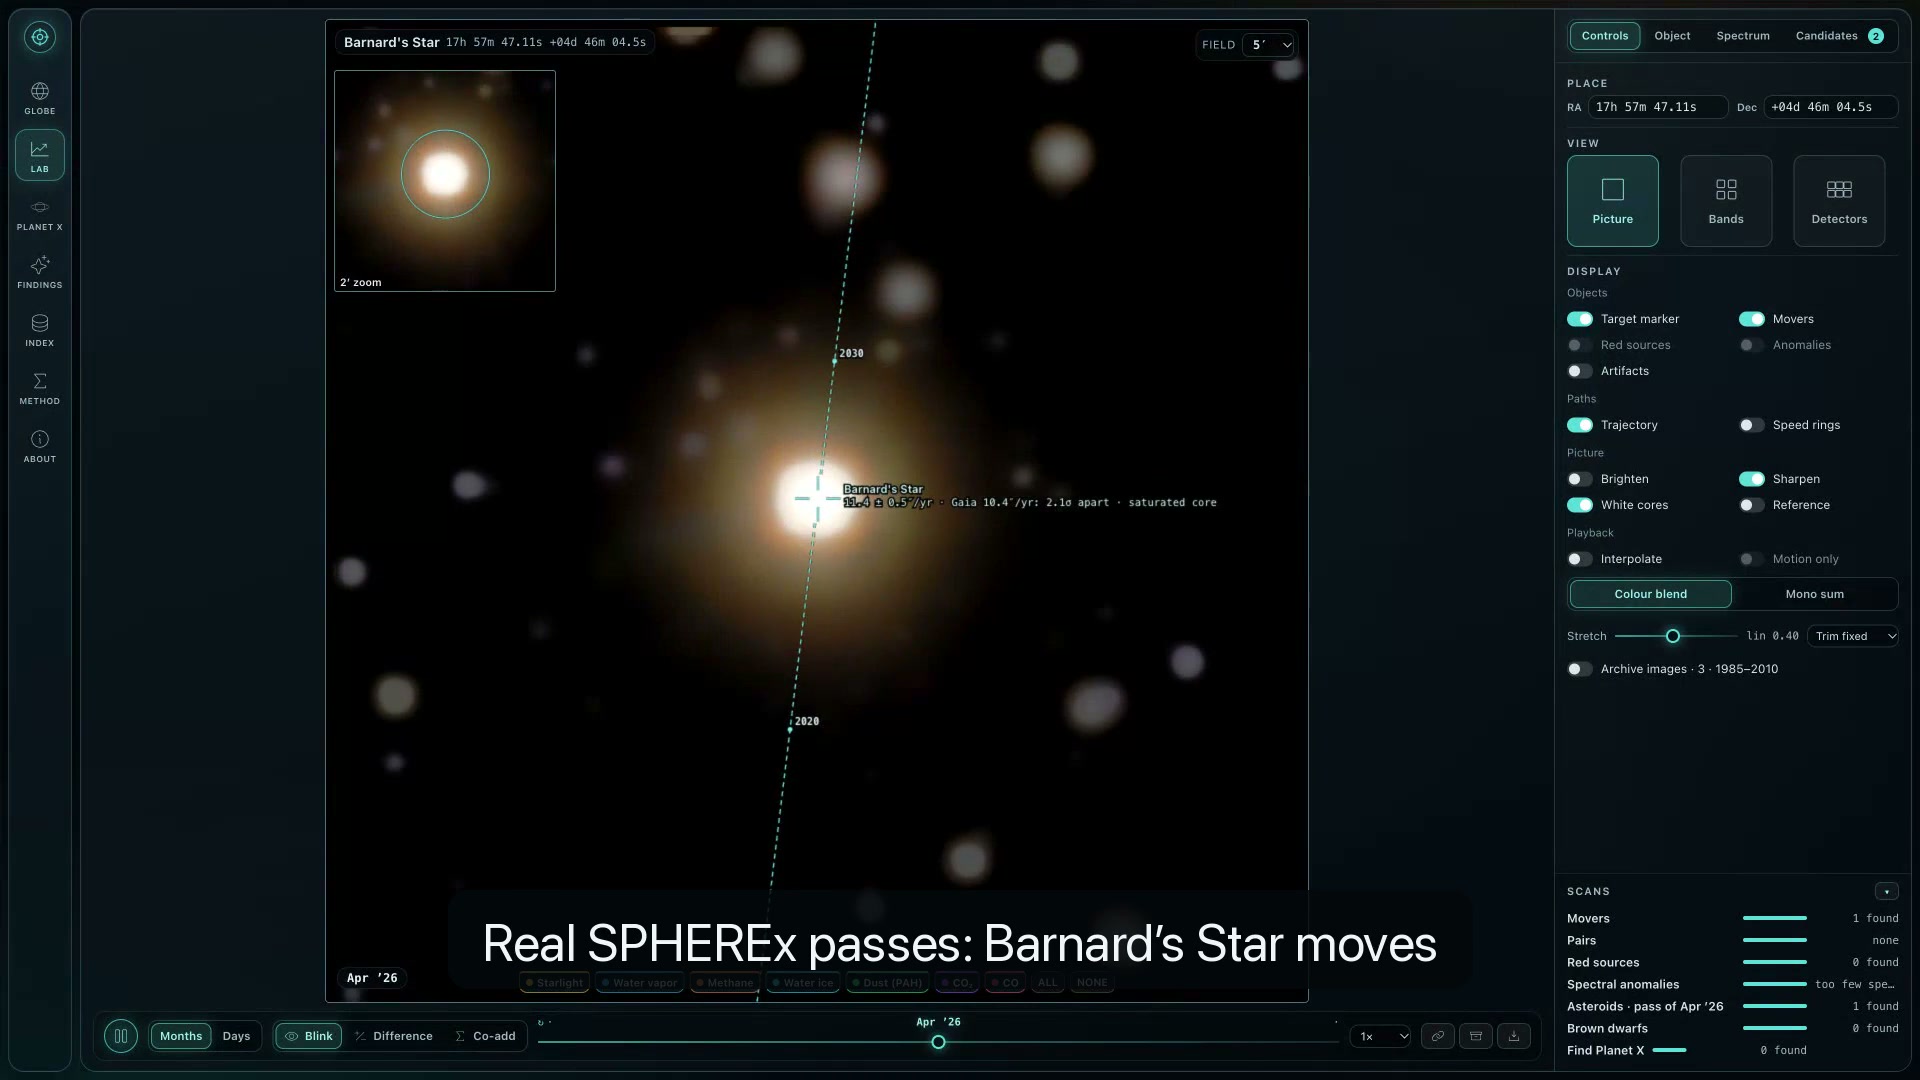 GLOBE
LAB
PLANET X
FINDINGS
INDEX
METHOD
ABOUT
Barnard's Star 17h 57m 47.11s +04d 46m 04.5s
FIELD 5′
2′ zoom
2030
Barnard's Star
11.4 ± 0.5″/yr · Gaia 10.4″/yr: 2.1σ apart · saturated core
2020
Real SPHEREx passes: Barnard’s Star moves
Apr ’26
Starlight Water vapor Methane Water ice Dust (PAH) CO₂ CO ALL NONE
Months Days Blink Difference Co-add
Apr ’26
1x
Controls Object Spectrum Candidates 2
PLACE
RA 17h 57m 47.11s Dec +04d 46m 04.5s
VIEW
Picture Bands Detectors
DISPLAY
Objects
Target marker Movers
Red sources Anomalies
Artifacts
Paths
Trajectory Speed rings
Picture
Brighten Sharpen
White cores Reference
Playback
Interpolate Motion only
Colour blend Mono sum
Stretch lin 0.40 Trim fixed
Archive images · 3 · 1985–2010
SCANS
Movers 1 found
Pairs none
Red sources 0 found
Spectral anomalies too few spe…
Asteroids · pass of Apr ’26 1 found
Brown dwarfs 0 found
Find Planet X 0 found